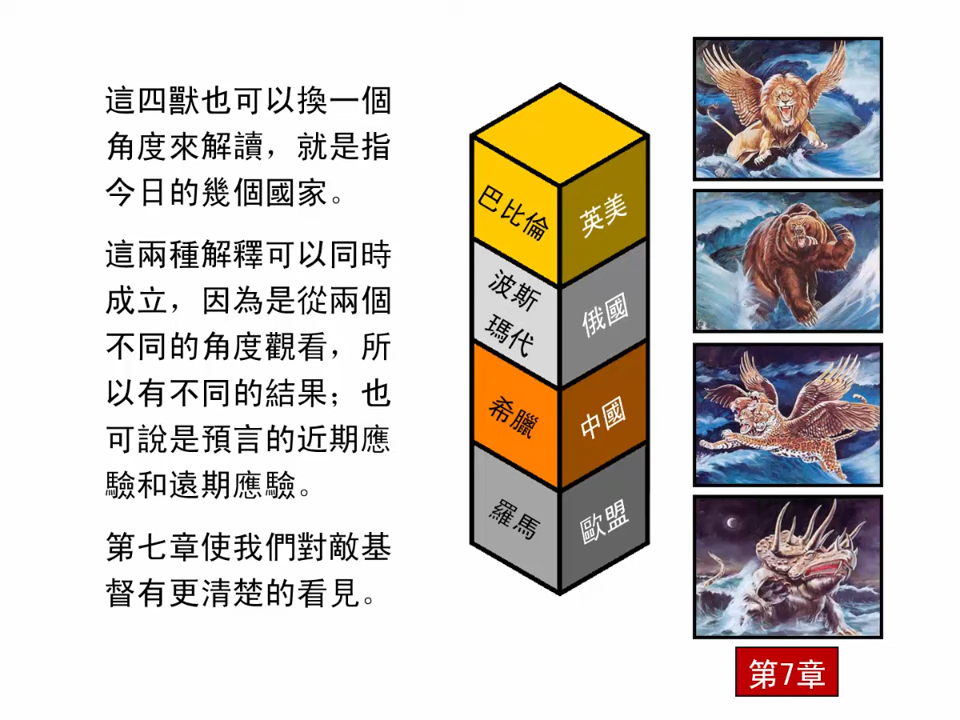 這四獸也可以換一個
角度來解讀，就是指
今日的幾個國家。
這兩種解釋可以同時
成立，因為是從兩個
不同的角度觀看，所
以有不同的結果；也
可說是預言的近期應
驗和遠期應驗。
第七章使我們對敵基
督有更清楚的看見。
巴比倫
英美
波斯
瑪代
俄國
希臘
中國
羅馬
歐盟
第7章